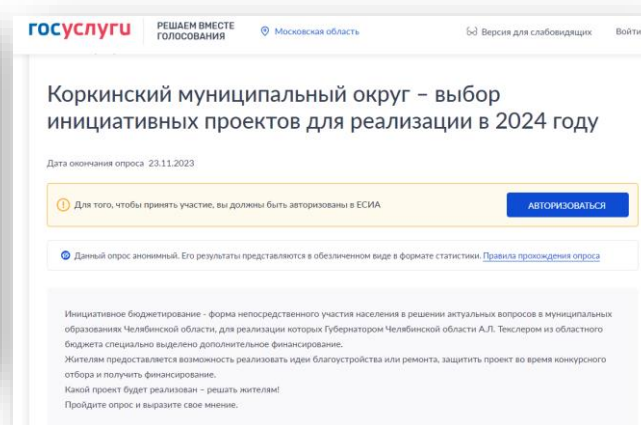 госуслуги
РЕШАЕМ ВМЕСТЕ
ГОЛОСОВАНИЯ
Московская область
Версия для слабовидящих
Войти
Коркинский муниципальный округ – выбор
инициативных проектов для реализации в 2024 году
Дата окончания опроса 23.11.2023
Для того, чтобы принять участие, вы должны быть авторизованы в ЕСИА
АВТОРИЗОВАТЬСЯ
Данный опрос анонимный. Его результаты представляются в обезличенном виде в формате статистики. Правила прохождения опроса
Инициативное бюджетирование - форма непосредственного участия населения в решении актуальных вопросов в муниципальных
образованиях Челябинской области, для реализации которых Губернатором Челябинской области А.Л. Текслером из областного
бюджета специально выделено дополнительное финансирование.
Жителям предоставляется возможность реализовать идеи благоустройства или ремонта, защитить проект во время конкурсного
отбора и получить финансирование.
Какой проект будет реализован – решать жителям!
Пройдите опрос и выразите свое мнение.